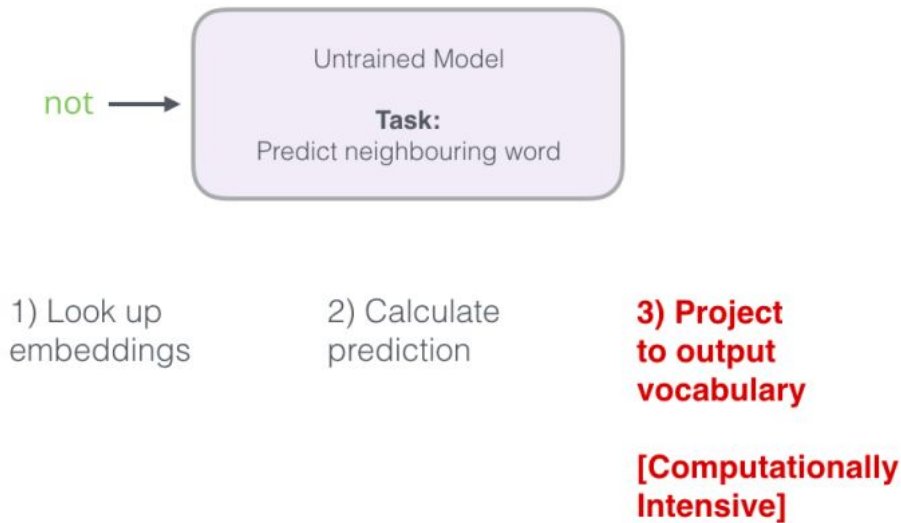 Untrained Model
not
Task:
Predict neighbouring word
1) Look up
embeddings
2) Calculate
prediction
3) Project
to output
vocabulary
[Computationally
Intensive]